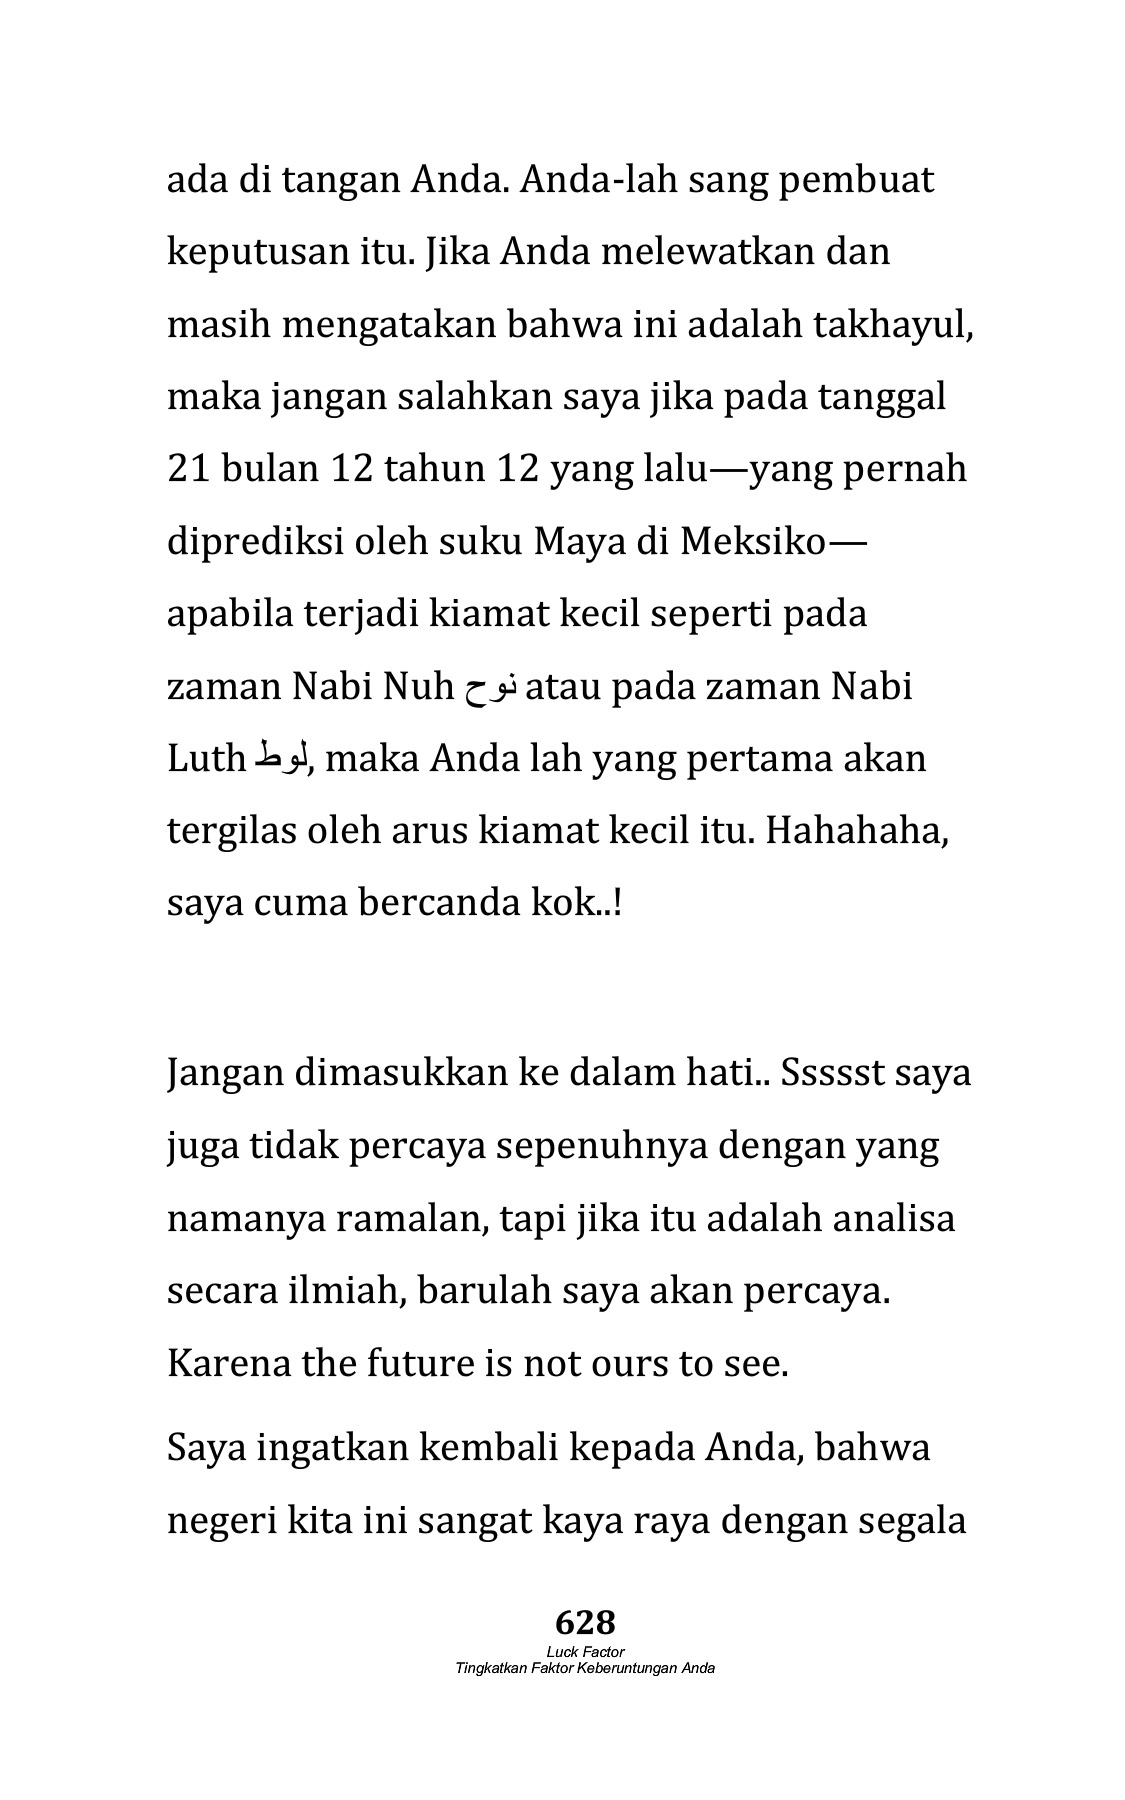 ada di tangan Anda. Anda-lah sang pembuat
keputusan itu. Jika Anda melewatkan dan
masih mengatakan bahwa ini adalah takhayul,
maka jangan salahkan saya jika pada tanggal
21 bulan 12 tahun 12 yang lalu—yang pernah
diprediksi oleh suku Maya di Meksiko—
apabila terjadi kiamat kecil seperti pada
zaman Nabi Nuh نوح atau pada zaman Nabi
Luth لوط, maka Anda lah yang pertama akan
tergilas oleh arus kiamat kecil itu. Hahahaha,
saya cuma bercanda kok..!
Jangan dimasukkan ke dalam hati.. Ssssst saya
juga tidak percaya sepenuhnya dengan yang
namanya ramalan, tapi jika itu adalah analisa
secara ilmiah, barulah saya akan percaya.
Karena the future is not ours to see.
Saya ingatkan kembali kepada Anda, bahwa
negeri kita ini sangat kaya raya dengan segala
628
Luck Factor
Tingkatkan Faktor Keberuntungan Anda